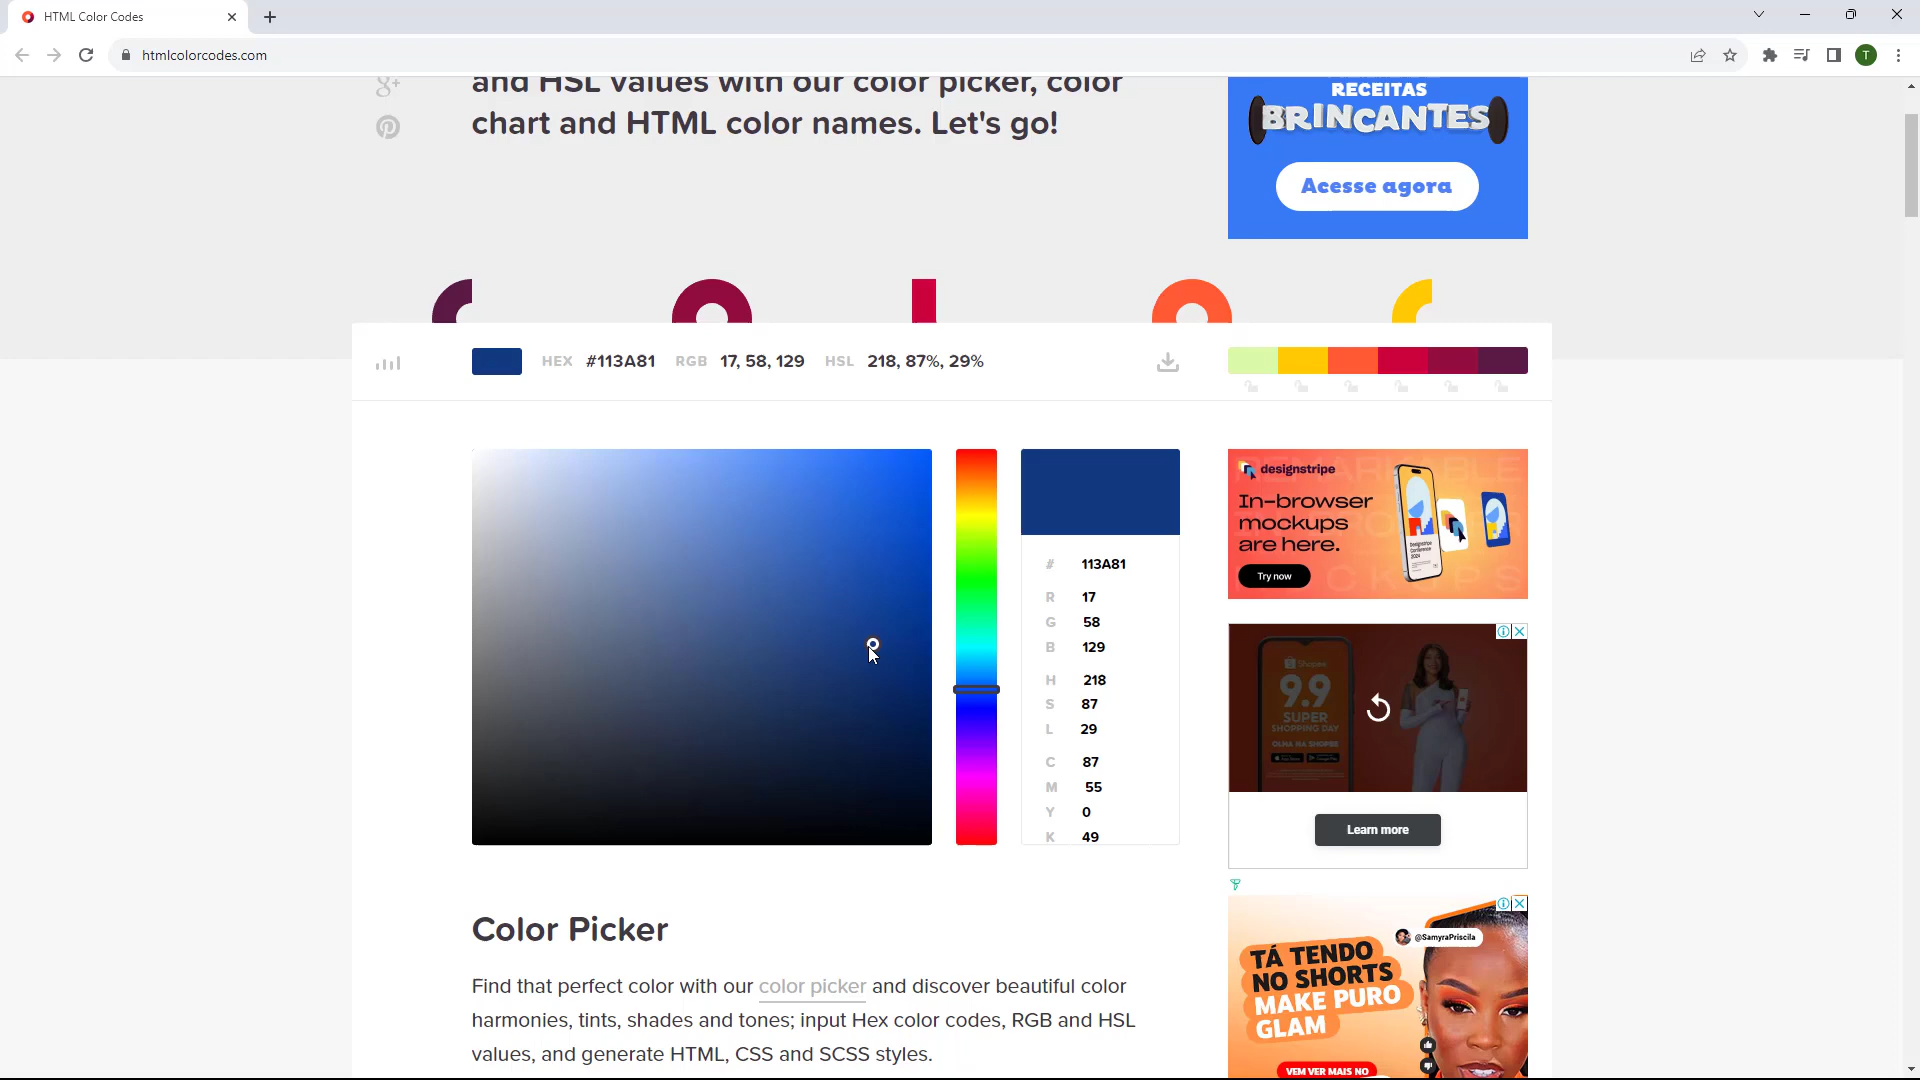 HTML Color Codes
htmlcolorcodes.com
T
and HSL values with our color picker, color
chart and HTML color names. Let's go!
RECEITAS
BRINCANTES
Acesse agora
HEX #113A81 RGB 17, 58, 129 HSL 218, 87%, 29%
# 113A81
R 17
G 58
B 129
H 218
S 87
L 29
C 87
M 55
Y 0
K 49
designstripe
In-browser
mockups
are here.
Try now
Shopee
9.9
SUPER
SHOPPING DAY
OLHA NA SHOPEE
Learn more
Color Picker
Find that perfect color with our color picker and discover beautiful color
harmonies, tints, shades and tones; input Hex color codes, RGB and HSL
values, and generate HTML, CSS and SCSS styles.
@SamyraPriscila
TÁ TENDO
NO SHORTS
MAKE PURO
GLAM
VEM VER MAIS NO